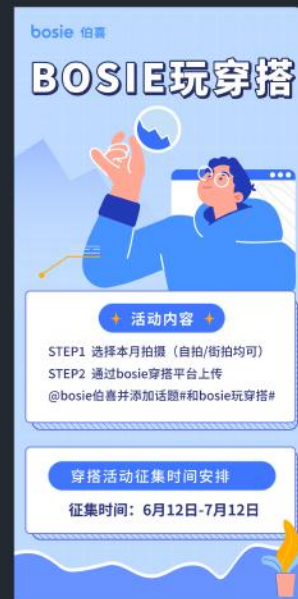 bosie 伯喜
BOSIE玩穿搭
活动内容
STEP1 选择本月拍摄（自拍/街拍均可）
STEP2 通过bosie穿搭平台上传
@bosie伯喜并添加话题#和bosie玩穿搭#
穿搭活动征集时间安排
征集时间：6月12日-7月12日